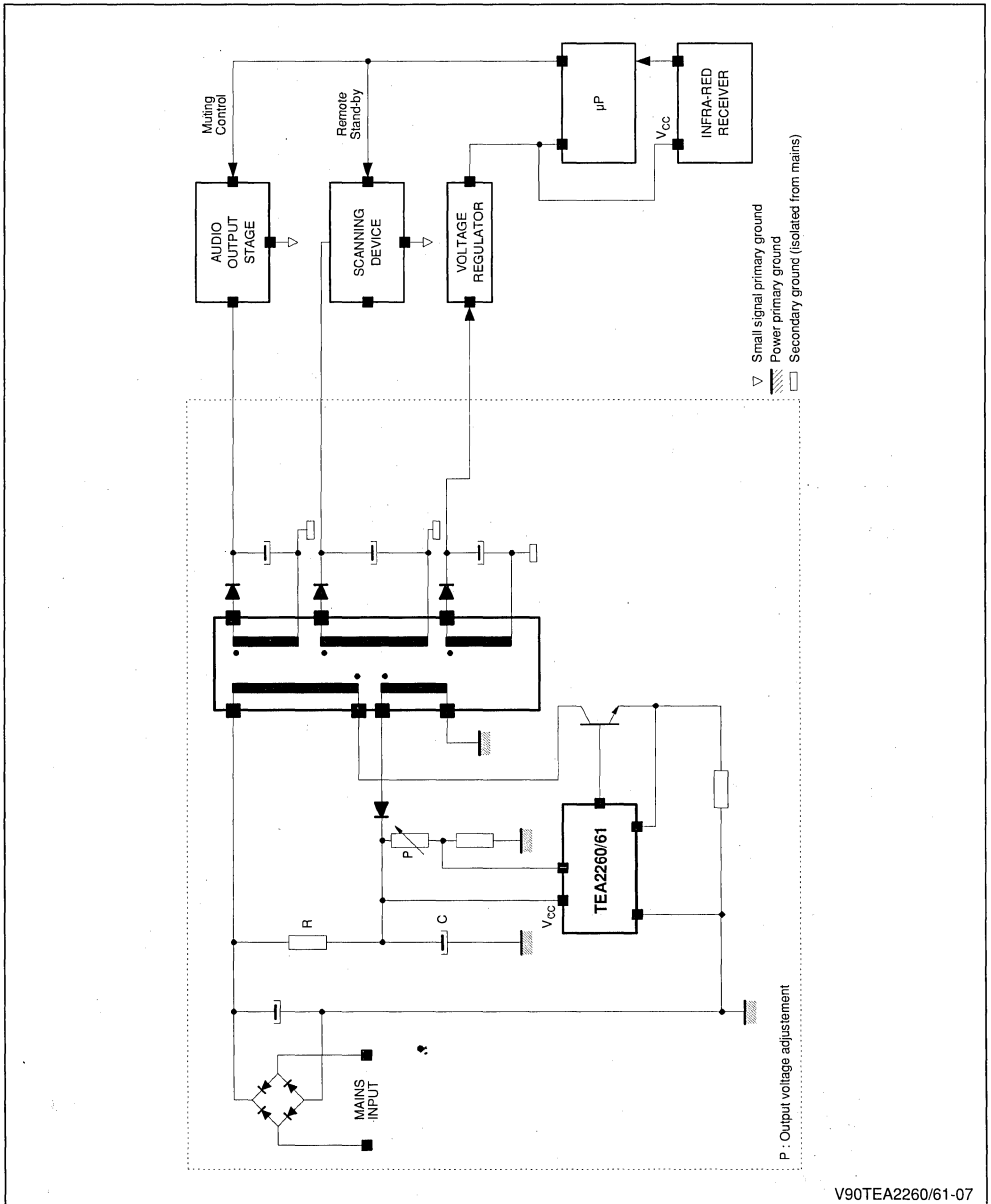 Muting
Control
Remote
Stand-by
AUDIO
OUTPUT
STAGE
SCANNING
DEVICE
VOLTAGE
REGULATOR
µP
VCC
INFRA-RED
RECEIVER
▽ Small signal primary ground
Power primary ground
Secondary ground (isolated from mains)
P
R
C
VCC
TEA2260/61
MAINS
INPUT
P : Output voltage adjustement
V90TEA2260/61-07